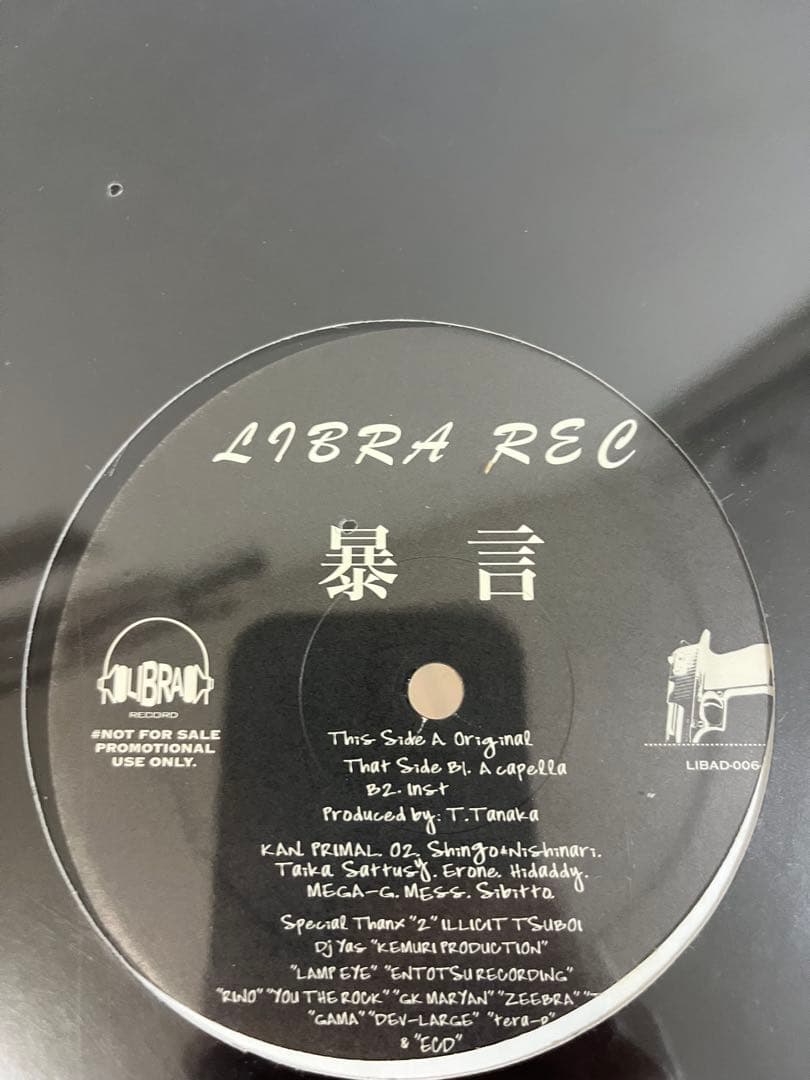 LIBRA REC
暴言
LIBRA
RECORD
#NOT FOR SALE
PROMOTIONAL
USE ONLY.
LIBAD-006
This Side A. Original
That Side B1. Acapella
B2. Inst
Produced by: T.Tanaka
KAN. PRIMAL. O2. Shingo★Nishinari.
Taika Sattusy. Erone. Hidaddy.
MEGA-G. MESS. Sibitto.
Special Thanx "2" ILLICIT TSUBOI
Dj Yas "KEMURI PRODUCTION"
"LAMP EYE" "ENTOTSU RECORDING"
"RINO" "YOU THE ROCK" "GK MARYAN" "ZEEBRA"
"GAMA" "DEV-LARGE" "tera-p"
& "ECD"